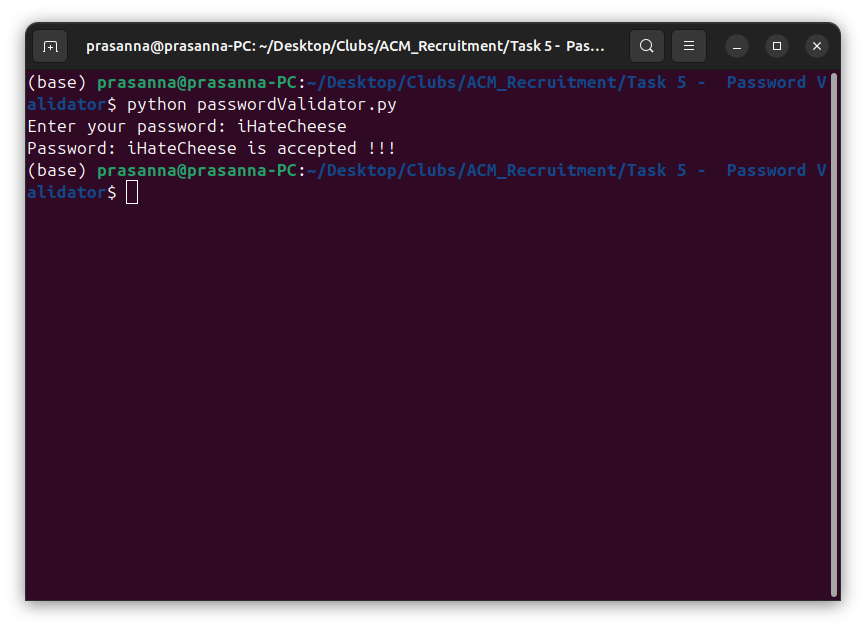 prasanna@prasanna-PC: ~/Desktop/Clubs/ACM_Recruitment/Task 5 -  Pas...
(base) prasanna@prasanna-PC:~/Desktop/Clubs/ACM_Recruitment/Task 5 -  Password V
alidator$ python passwordValidator.py
Enter your password: iHateCheese
Password: iHateCheese is accepted !!!
(base) prasanna@prasanna-PC:~/Desktop/Clubs/ACM_Recruitment/Task 5 -  Password V
alidator$